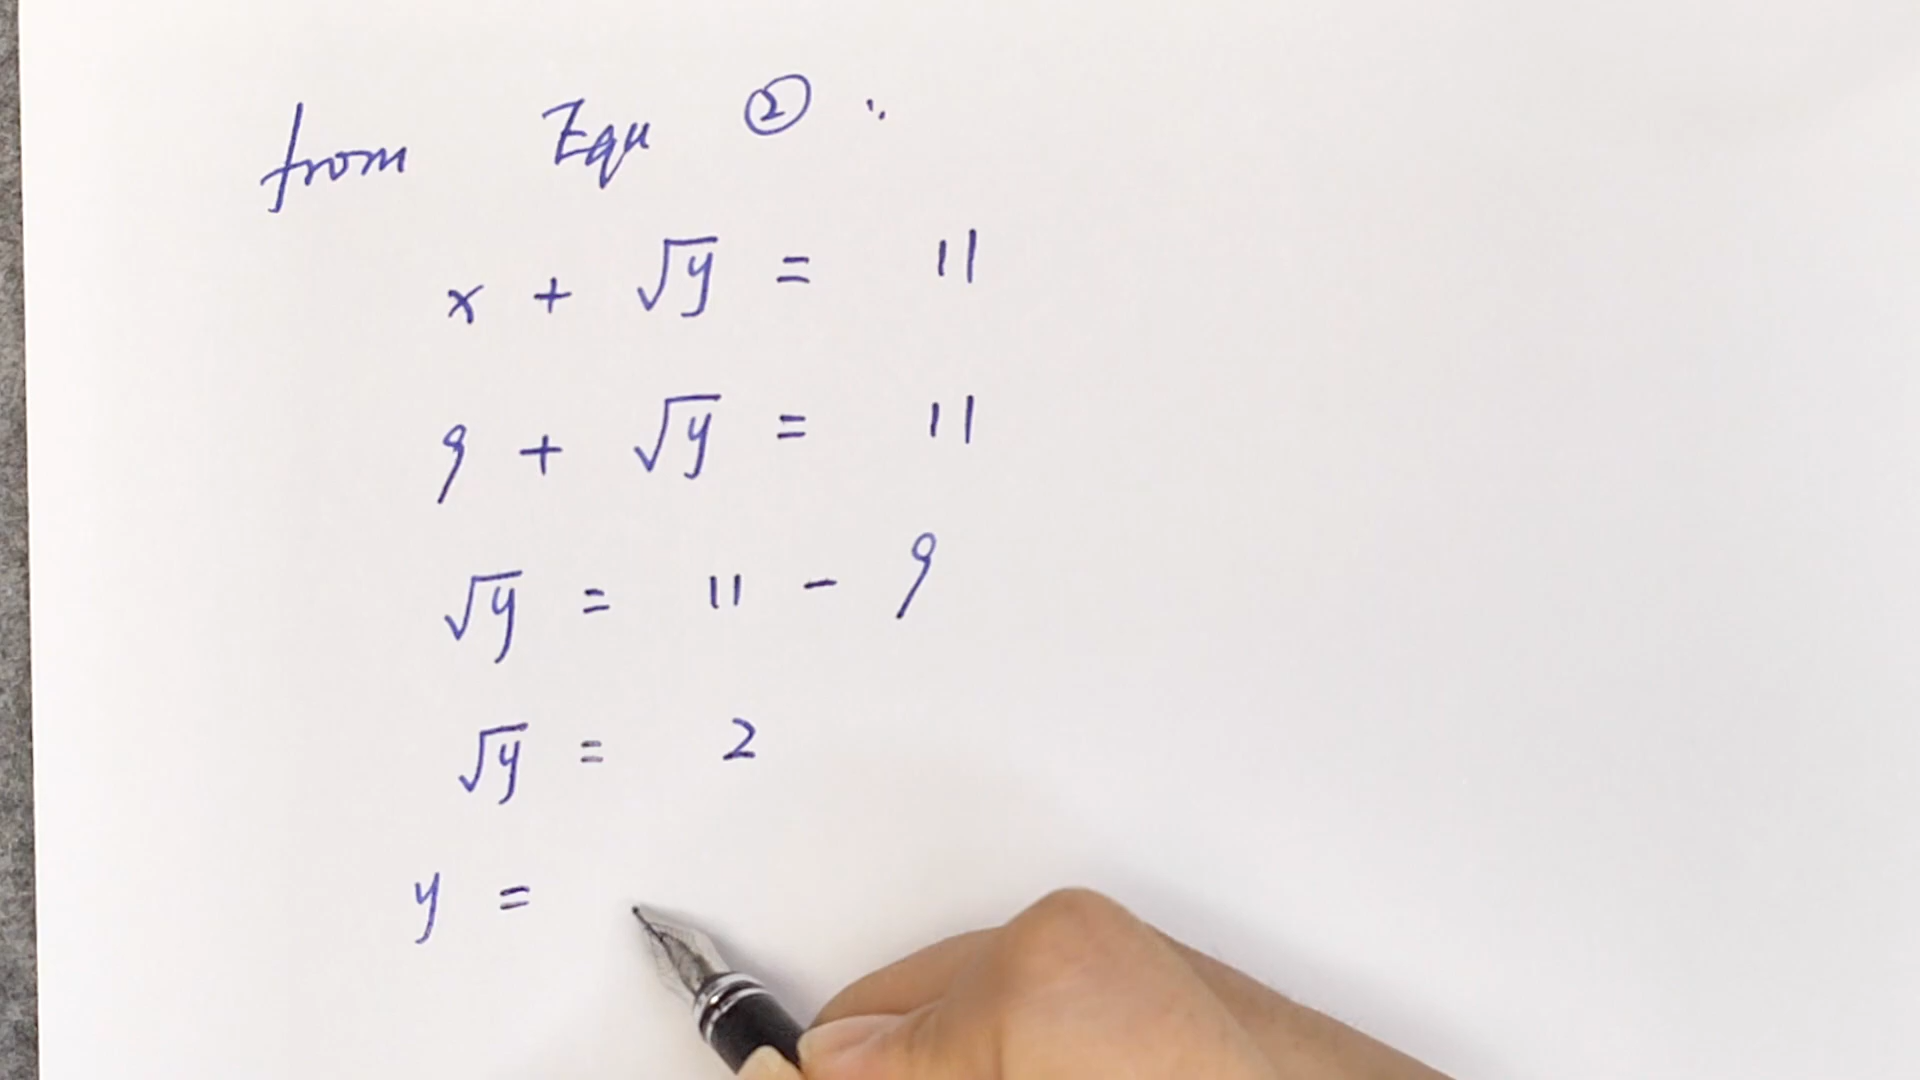 from Equ ② :
x + √y = 11
9 + √y = 11
√y = 11 - 9
√y = 2
y =